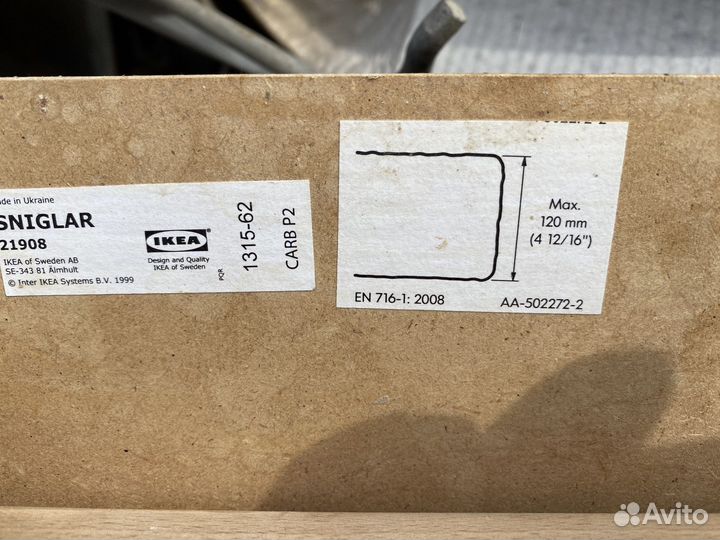 de in Ukraine
SNIGLAR
21908
IKEA of Sweden AB
SE-343 81 Älmhult
© Inter IKEA Systems B.V. 1999
IKEA
Design and Quality
IKEA of Sweden
PQR
1315-62
CARB P2
Max.
120 mm
(4 12/16")
EN 716-1: 2008
AA-502272-2
Avito